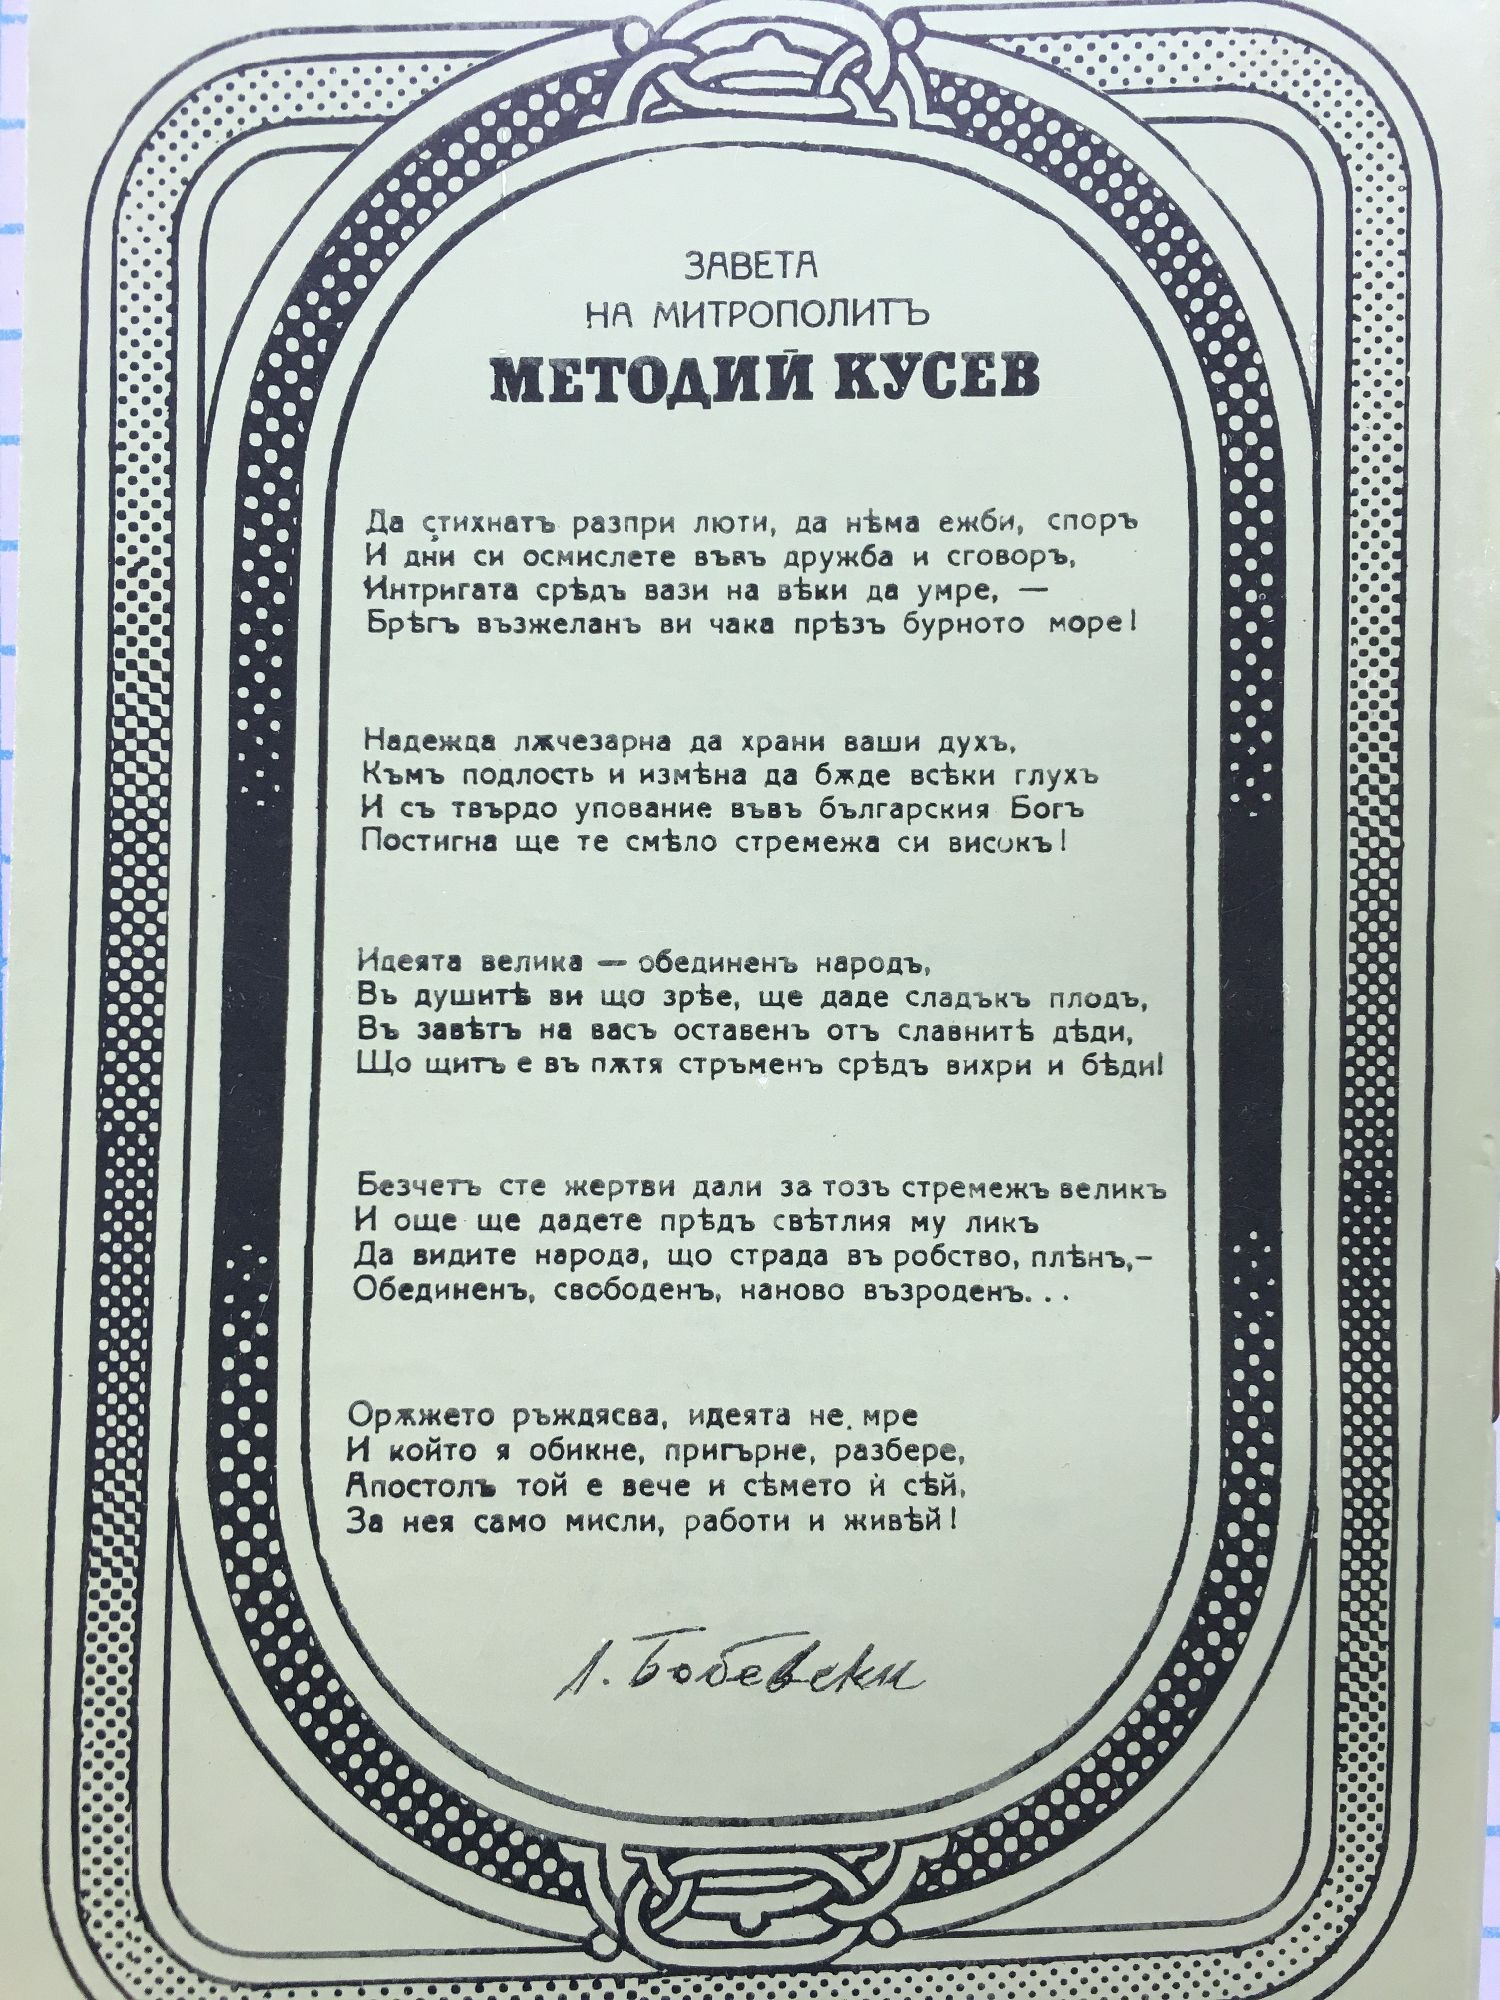 ЗАВЕТА
НА МИТРОПОЛИТЪ
МЕТОДИЙ КУСЕВ
Да стихнатъ разпри люти, да нѣма ежби, споръ
И дни си осмислете във​ъ дружба и сговоръ,
Интригата срѣдъ вази на вѣки да умре, —
Брѣгъ възжеланъ ви чака прѣзъ бурното море!
Надежда лѫчезарна да храни ваши духъ,
Къмъ подлость и измѣна да бѫде всѣки глухъ
И съ твърдо упование въвъ българския Богъ
Постигна ще те смѣло стремежа си високъ!
Идеята велика — обединенъ народъ,
Въ душитѣ ви що зрѣе, ще даде сладъкъ плодъ,
Въ завѣтъ на васъ оставенъ отъ славнитѣ дѣди,
Що щитъ е въ пѫтя стръменъ срѣдъ вихри и бѣди!
Безчетъ сте жертви дали за тозъ стремежъ великъ
И още ще дадете прѣдъ свѣтлия му ликъ
Да видите народа, що страда въ робство, плѣнъ,–
Обединенъ, свободенъ, наново възроденъ...
Орѫжето ръждясва, идеята не мре
И който я обикне, пригърне, разбере,
Апостолъ той е вече и сѣмето ѝ сѣй,
За нея само мисли, работи и живѣй!
Л. Бобевски